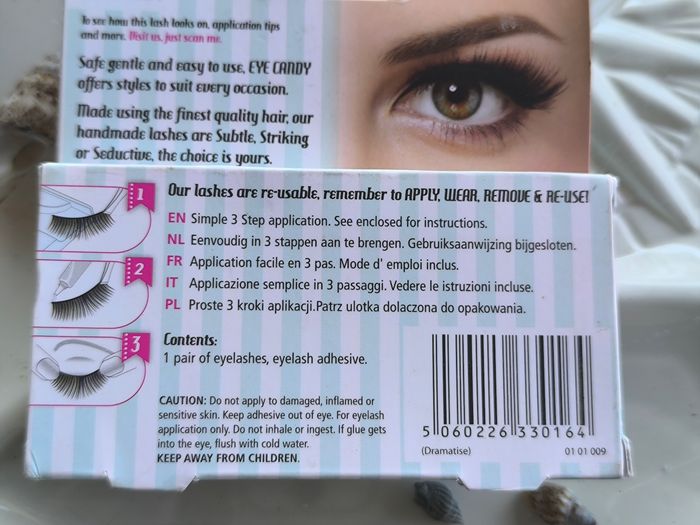 To see how this lash looks on, application tips
and more. Visit us, just scan me.
Safe gentle and easy to use, EYE CANDY
offers styles to suit every occasion.
Made using the finest quality hair, our
handmade lashes are Subtle, Striking
or Seductive, the choice is yours.
1
Our lashes are re-usable, remember to APPLY, WEAR, REMOVE & RE-USE!
EN Simple 3 Step application. See enclosed for instructions.
NL Eenvoudig in 3 stappen aan te brengen. Gebruiksaanwijzing bijgesloten.
2
FR Application facile en 3 pas. Mode d' emploi inclus.
IT Applicazione semplice in 3 passaggi. Vedere le istruzioni incluse.
PL Proste 3 kroki aplikacji.Patrz ulotka dolaczona do opakowania.
3
Contents:
1 pair of eyelashes, eyelash adhesive.
CAUTION: Do not apply to damaged, inflamed or
sensitive skin. Keep adhesive out of eye. For eyelash
application only. Do not inhale or ingest. If glue gets
into the eye, flush with cold water.
KEEP AWAY FROM CHILDREN.
5 060226 330164
(Dramatise) 01 01 009